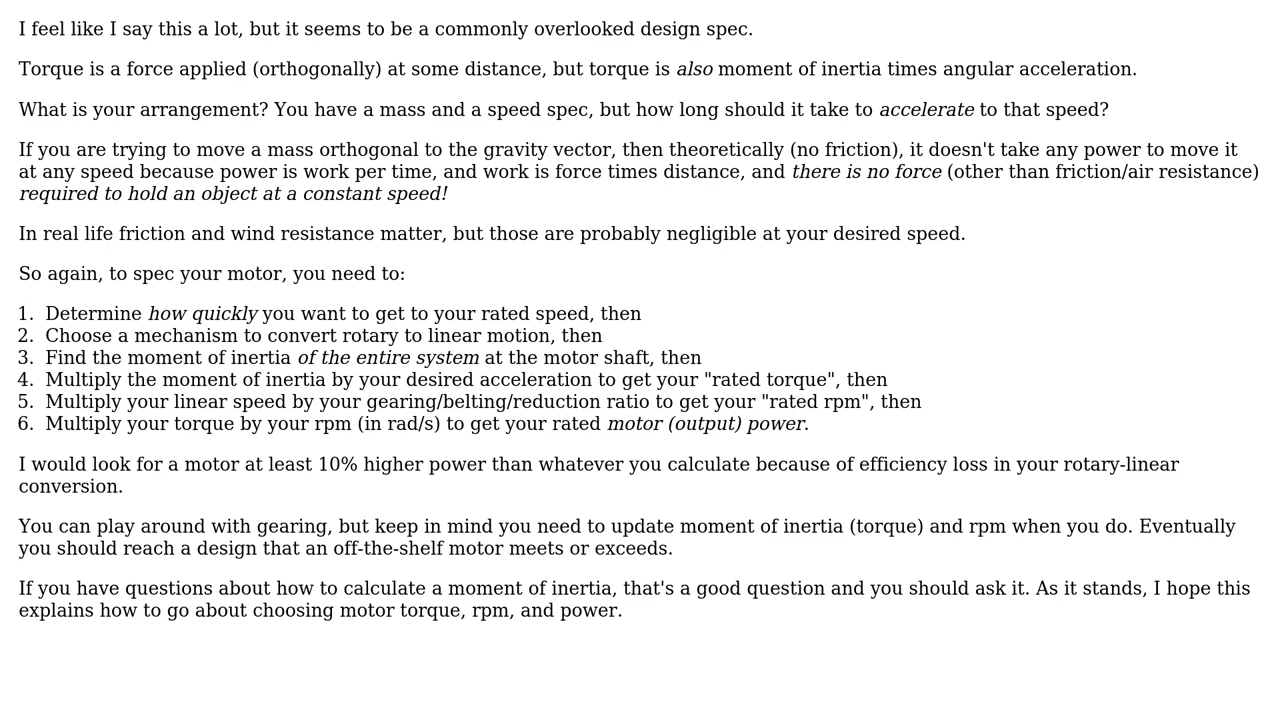 I feel like I say this a lot, but it seems to be a commonly overlooked design spec.
Torque is a force applied (orthogonally) at some distance, but torque is also moment of inertia times angular acceleration.
What is your arrangement? You have a mass and a speed spec, but how long should it take to accelerate to that speed?
If you are trying to move a mass orthogonal to the gravity vector, then theoretically (no friction), it doesn't take any power to move it
at any speed because power is work per time, and work is force times distance, and there is no force (other than friction/air resistance)
required to hold an object at a constant speed!
In real life friction and wind resistance matter, but those are probably negligible at your desired speed.
So again, to spec your motor, you need to:
1. Determine how quickly you want to get to your rated speed, then
2. Choose a mechanism to convert rotary to linear motion, then
3. Find the moment of inertia of the entire system at the motor shaft, then
4. Multiply the moment of inertia by your desired acceleration to get your "rated torque", then
5. Multiply your linear speed by your gearing/belting/reduction ratio to get your "rated rpm", then
6. Multiply your torque by your rpm (in rad/s) to get your rated motor (output) power.
I would look for a motor at least 10% higher power than whatever you calculate because of efficiency loss in your rotary-linear
conversion.
You can play around with gearing, but keep in mind you need to update moment of inertia (torque) and rpm when you do. Eventually
you should reach a design that an off-the-shelf motor meets or exceeds.
If you have questions about how to calculate a moment of inertia, that's a good question and you should ask it. As it stands, I hope this
explains how to go about choosing motor torque, rpm, and power.